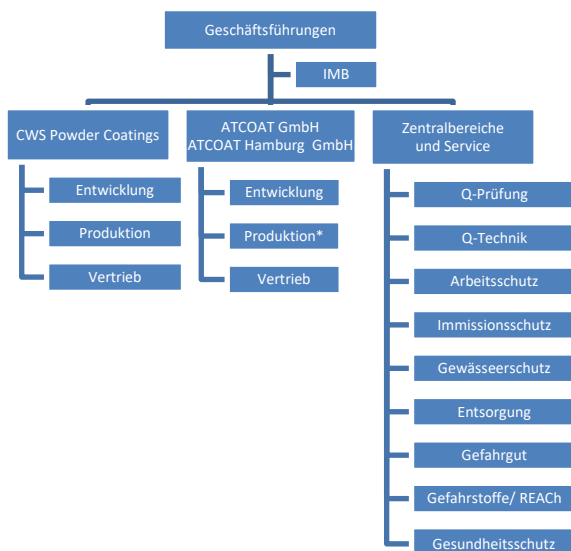 Geschäftsführungen
IMB
CWS Powder Coatings
Entwicklung
Produktion
Vertrieb
ATCOAT GmbH
ATCOAT Hamburg GmbH
Entwicklung
Produktion*
Vertrieb
Zentralbereiche
und Service
Q-Prüfung
Q-Technik
Arbeitsschutz
Immissionsschutz
Gewässeerschutz
Entsorgung
Gefahrgut
Gefahrstoffe/ REACh
Gesundheitsschutz